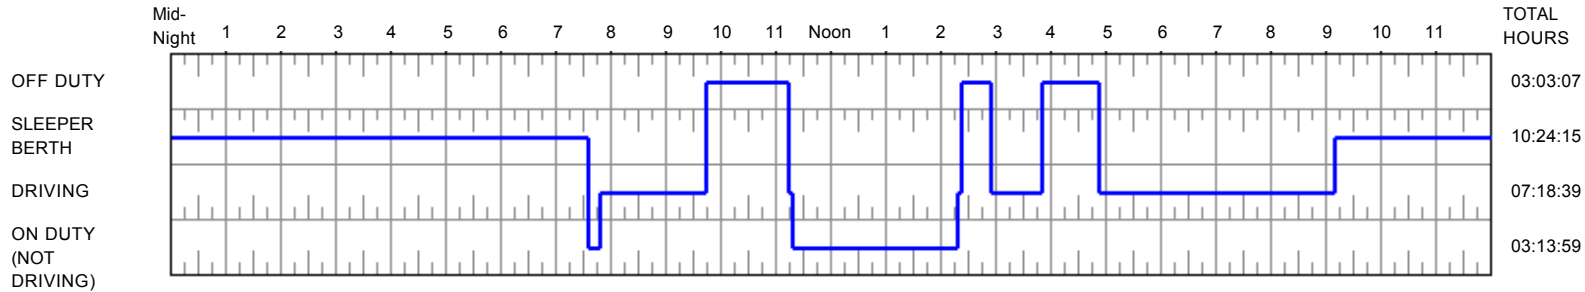 Mid-
Night 1 2 3 4 5 6 7 8 9 10 11 Noon 1 2 3 4 5 6 7 8 9 10 11 TOTAL
HOURS
OFF DUTY 03:03:07
SLEEPER
BERTH 10:24:15
DRIVING 07:18:39
ON DUTY
(NOT
DRIVING) 03:13:59